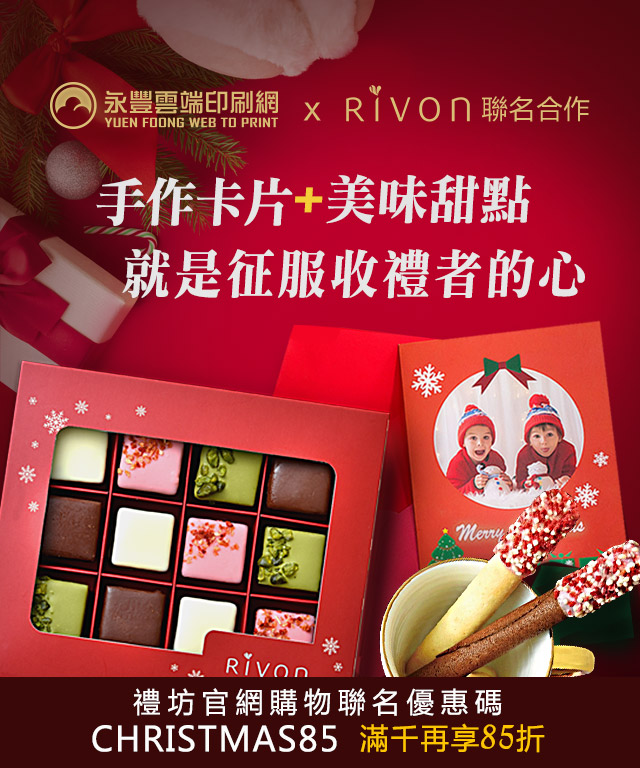 永豐雲端印刷網
YUEN FOONG WEB TO PRINT
x RIVON 聯名合作
手作卡片+美味甜點
就是征服收禮者的心
Merry
RIVON
禮坊官網購物聯名優惠碼
CHRISTMAS85 滿千再享85折